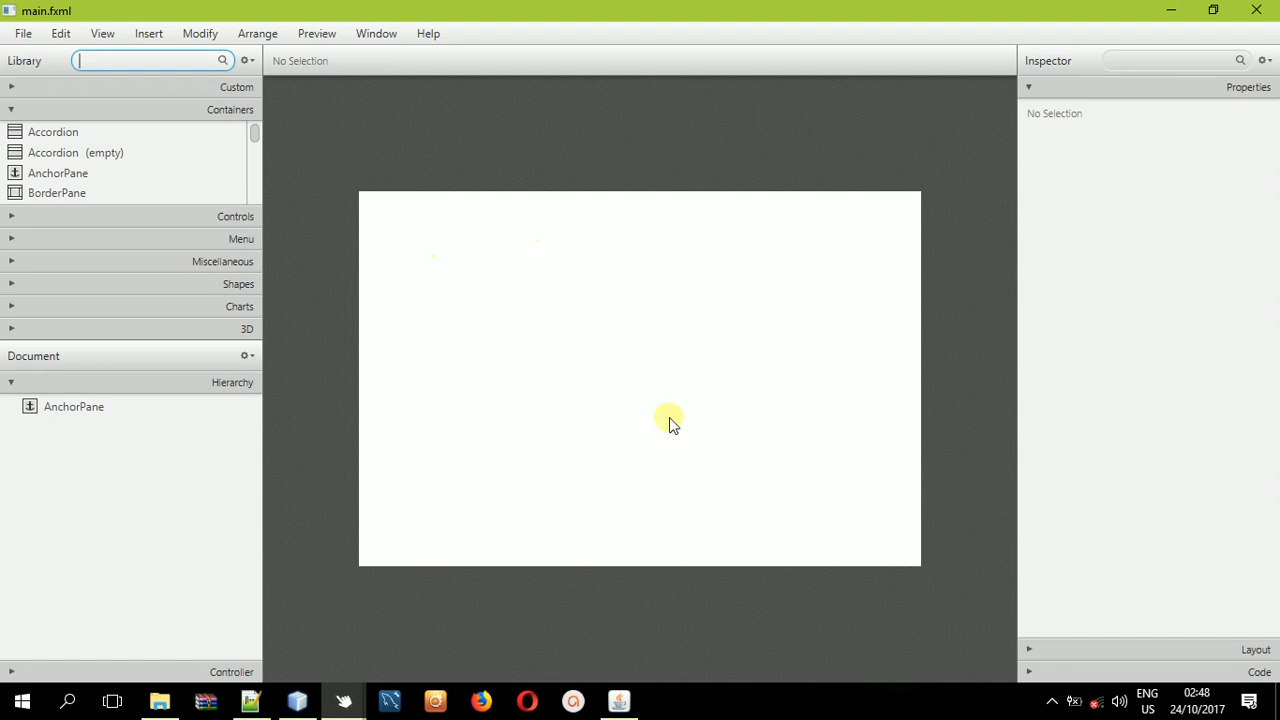 main.fxml
File Edit View Insert Modify Arrange Preview Window Help
Library
No Selection
Inspector
Custom
Properties
Containers
No Selection
Accordion
Accordion (empty)
AnchorPane
BorderPane
Controls
Menu
Miscellaneous
Shapes
Charts
3D
Document
Hierarchy
AnchorPane
Layout
Controller
Code
ENG
US
02:48
24/10/2017